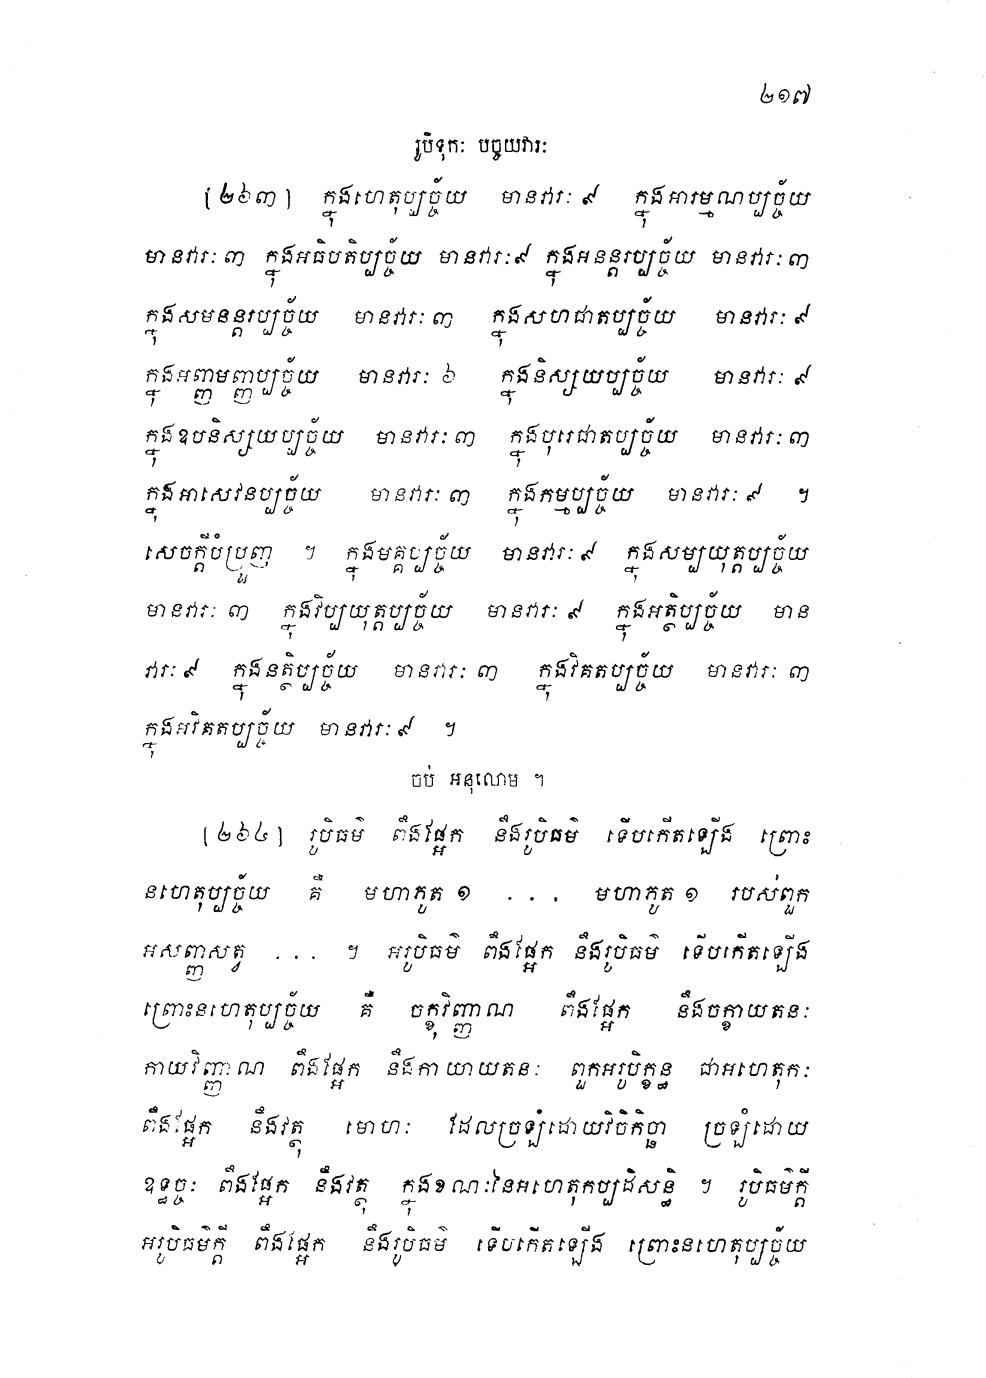 ២១៧
រូបិទុកៈ បច្ចយវារៈ
[២៦៣] ក្នុងហេតុប្បច្ច័យ មានវារៈ ៩ ក្នុងអារម្មណប្បច្ច័យ
មានវារៈ ៣ ក្នុងអធិបតិប្បច្ច័យ មានវារៈ ៩ ក្នុងអនន្តរប្បច្ច័យ មានវារៈ ៣
ក្នុងសមនន្តរប្បច្ច័យ មានវារៈ ៣ ក្នុងសហជាតប្បច្ច័យ មានវារៈ ៩
ក្នុងអញ្ញមញ្ញប្បច្ច័យ មានវារៈ ៦ ក្នុងនិស្សយប្បច្ច័យ មានវារៈ ៩
ក្នុងឧបនិស្សយប្បច្ច័យ មានវារៈ ៣ ក្នុងបុរេជាតប្បច្ច័យ មានវារៈ ៣
ក្នុងអាសេវនប្បច្ច័យ មានវារៈ ៣ ក្នុងកម្មប្បច្ច័យ មានវារៈ ៩ ។
សេចក្តីបំប្រួញ ។ ក្នុងមគ្គប្បច្ច័យ មានវារៈ ៩ ក្នុងសម្បយុត្តប្បច្ច័យ
មានវារៈ ៣ ក្នុងវិប្បយុត្តប្បច្ច័យ មានវារៈ ៩ ក្នុងអត្ថិប្បច្ច័យ មាន
វារៈ ៩ ក្នុងនត្ថិប្បច្ច័យ មានវារៈ ៣ ក្នុងវិគតប្បច្ច័យ មានវារៈ ៣
ក្នុងអវិគតប្បច្ច័យ មានវារៈ ៩ ។
ចប់ អនុលោម ។
[២៦៤] រូបិធម៌ ពឹងផ្អែក នឹងរូបិធម៌ ទើបកើតឡើង ព្រោះ
នហេតុប្បច្ច័យ គឺ មហាភូត ១ . . . មហាភូត ១ របស់ពួក
អសញ្ញសត្វ . . . ។ អរូបិធម៌ ពឹងផ្អែក នឹងរូបិធម៌ ទើបកើតឡើង
ព្រោះនហេតុប្បច្ច័យ គឺ ចក្ខុវិញ្ញាណ ពឹងផ្អែក នឹងចក្ខាយតនៈ
កាយវិញ្ញាណ ពឹងផ្អែក នឹងកាយាយតនៈ ពួកអរូបិក្ខន្ធ ជាអហេតុកៈ
ពឹងផ្អែក នឹងវត្ថុ មោហៈ ដែលច្រឡំដោយវិចិកិច្ឆា ច្រឡំដោយ
ឧទ្ធច្ចៈ ពឹងផ្អែក នឹងវត្ថុ ក្នុងខណៈនៃអហេតុកប្បដិសន្ធិ ។ រូបិធម៌ក្តី
អរូបិធម៌ក្តី ពឹងផ្អែក នឹងរូបិធម៌ ទើបកើតឡើង ព្រោះនហេតុប្បច្ច័យ